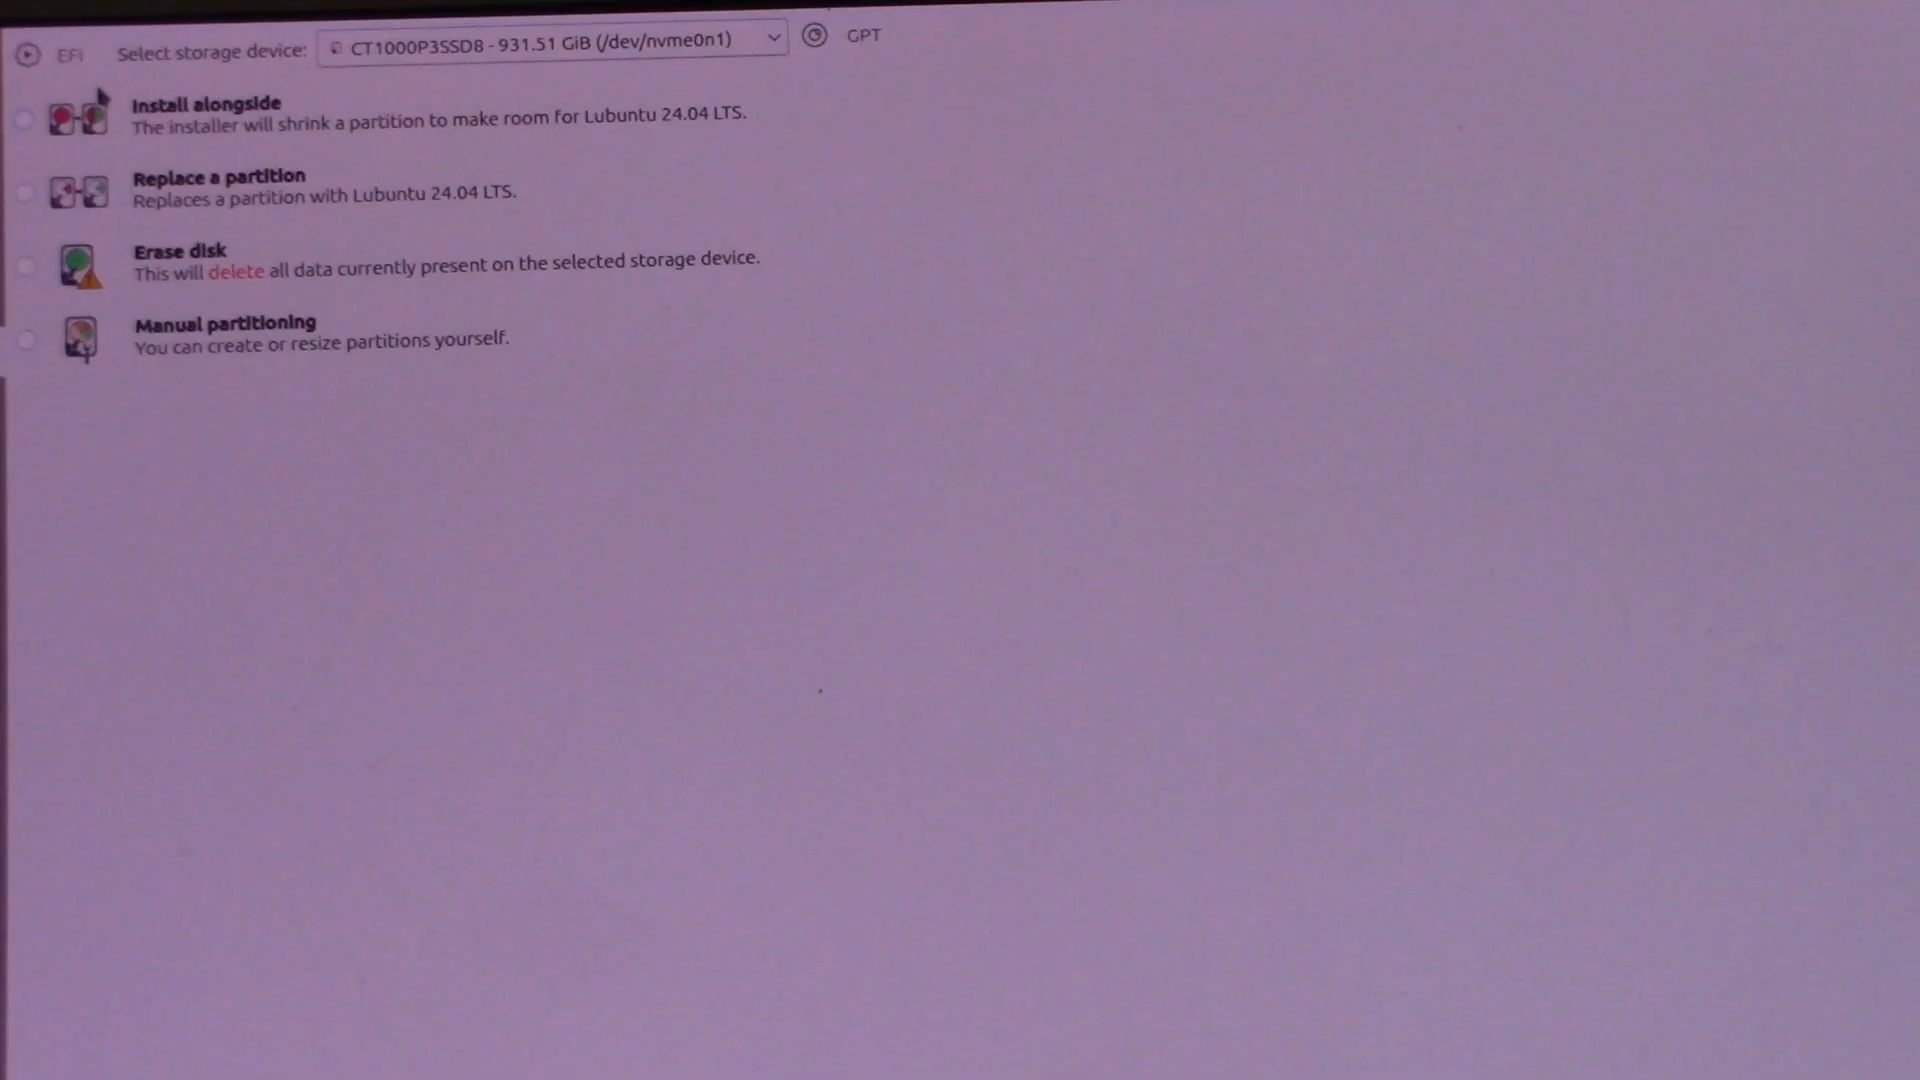 EFI Select storage device: CT1000P3SSD8 - 931.51 GiB (/dev/nvme0n1) GPT
Install alongside
The installer will shrink a partition to make room for Lubuntu 24.04 LTS.
Replace a partition
Replaces a partition with Lubuntu 24.04 LTS.
Erase disk
This will delete all data currently present on the selected storage device.
Manual partitioning
You can create or resize partitions yourself.